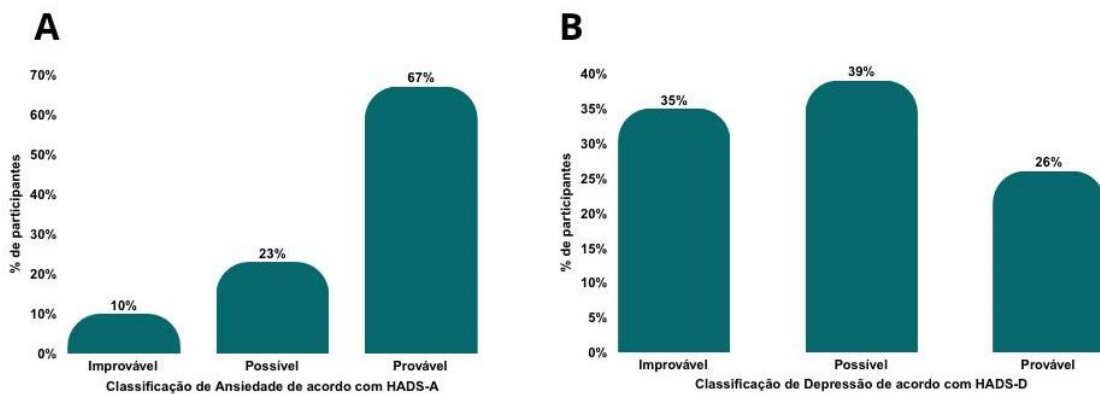 A
70%
60%
50%
40%
30%
20%
10%
0%
% de participantes
10%
23%
67%
Improvável
Possível
Provável
Classificação de Ansiedade de acordo com HADS-A
B
40%
35%
30%
25%
20%
15%
10%
5%
0%
% de participantes
35%
39%
26%
Improvável
Possível
Provável
Classificação de Depressão de acordo com HADS-D